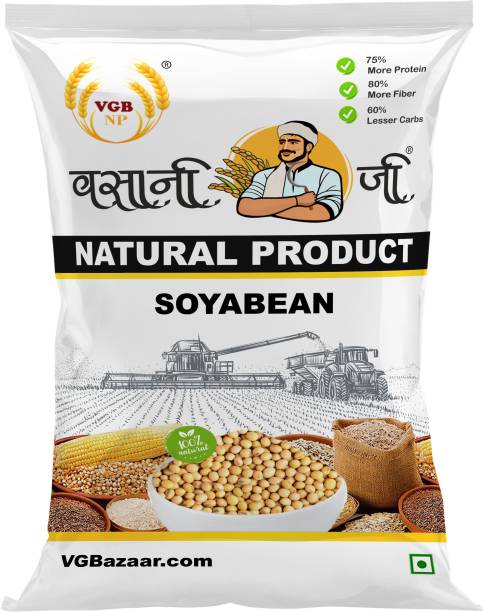 ®
VGB
NP
75%
More Protein
80%
More Fiber
60%
Lesser Carbs
वसानी जी ®
NATURAL PRODUCT
SOYABEAN
100%
natural
VGBazaar.com